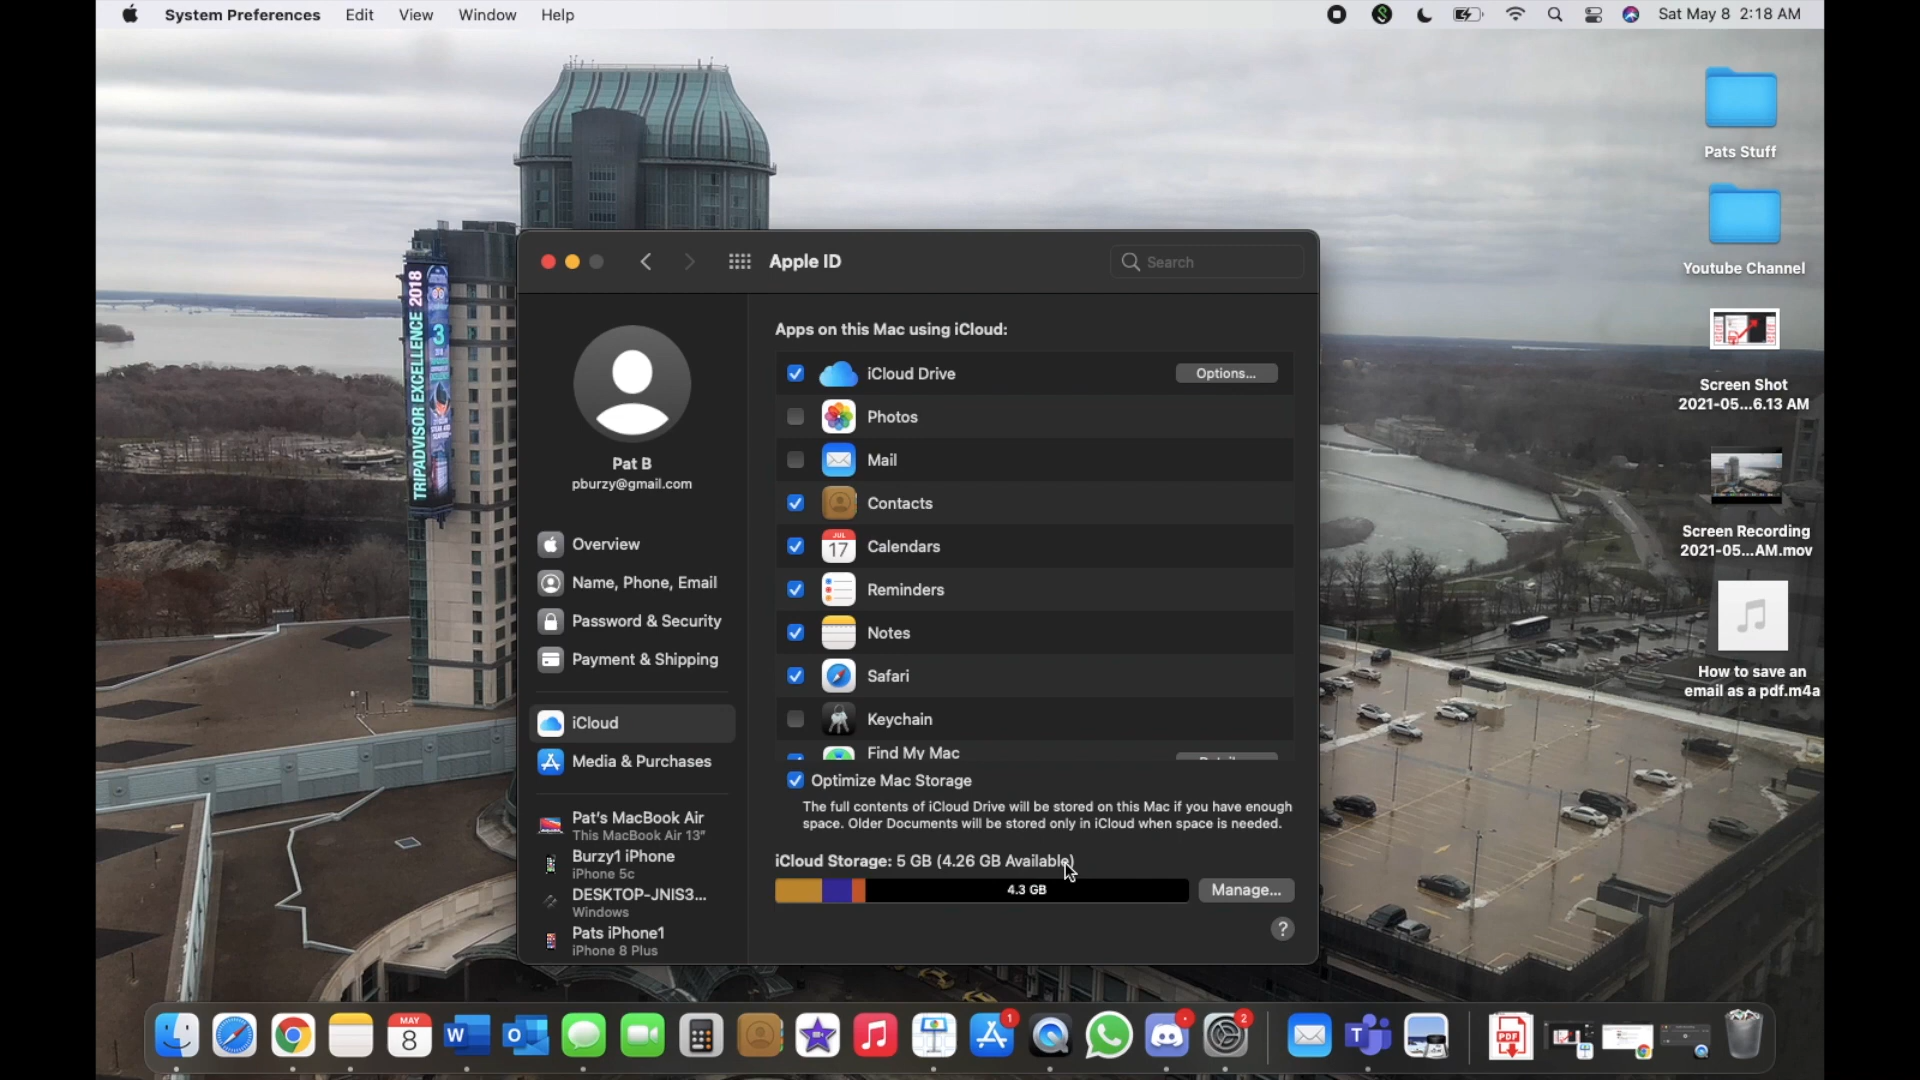 System Preferences Edit View Window Help
Sat May 8 2:18 AM
Pats Stuff
Youtube Channel
Screen Shot
2021-05...6.13 AM
Screen Recording
2021-05...AM.mov
How to save an
email as a pdf.m4a
TRIPADVISOR EXCELLENCE 2018
3
Apple ID
Search
Pat B
pburzy@gmail.com
Overview
Name, Phone, Email
Password & Security
Payment & Shipping
iCloud
Media & Purchases
Pat's MacBook Air
This MacBook Air 13"
Burzy1 iPhone
iPhone 5c
DESKTOP-JNIS3...
Windows
Pats iPhone1
iPhone 8 Plus
Apps on this Mac using iCloud:
iCloud Drive
Options...
Photos
Mail
Contacts
JUL
17
Calendars
Reminders
Notes
Safari
Keychain
Find My Mac
Optimize Mac Storage
The full contents of iCloud Drive will be stored on this Mac if you have enough
space. Older Documents will be stored only in iCloud when space is needed.
iCloud Storage: 5 GB (4.26 GB Available)
4.3 GB
Manage...
?
MAY
8
W
O
1
2
T
PDF